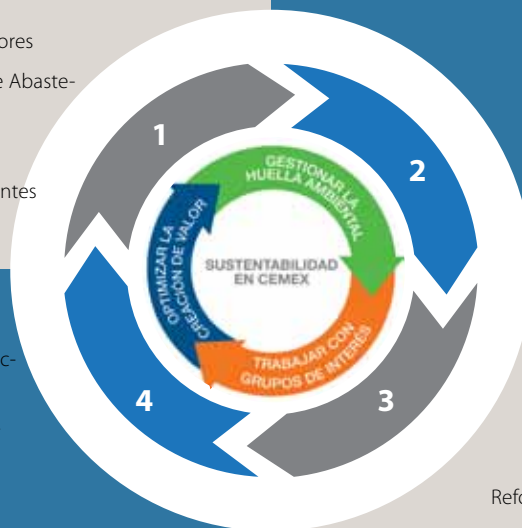 ores
e Abaste-
ntes
c-
1
2
3
4
GESTIONAR LA
HUELLA AMBIENTAL
OPTIMIZAR LA
CREACIÓN DE VALOR
SUSTENTABILIDAD
EN CEMEX
TRABAJAR CON
GRUPOS DE INTERÉS
Refo